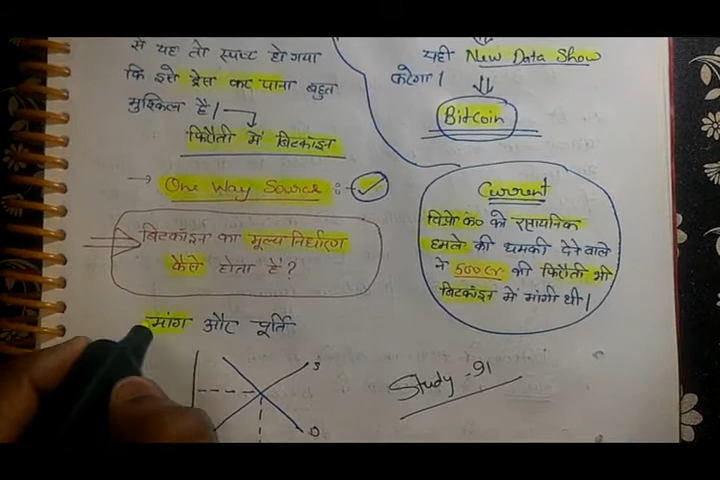 से यह तो स्पष्ट हो गया
कि इसे ट्रेस कर पाना बहुत
मुश्किल है।
फिरौती में बिटकॉइन
One Way Source :-
बिटकॉइन का मूल्य निर्धारण
कैसे होता है?
मांग और पूर्ति
S
D
यही New Data Show
करेगा।
Bitcoin
Current
विप्रो कं० को रासायनिक
हमले की धमकी देने वाले
ने 500 Cr की फिरौती भी
बिटकॉइन में मांगी थी।
Study-91